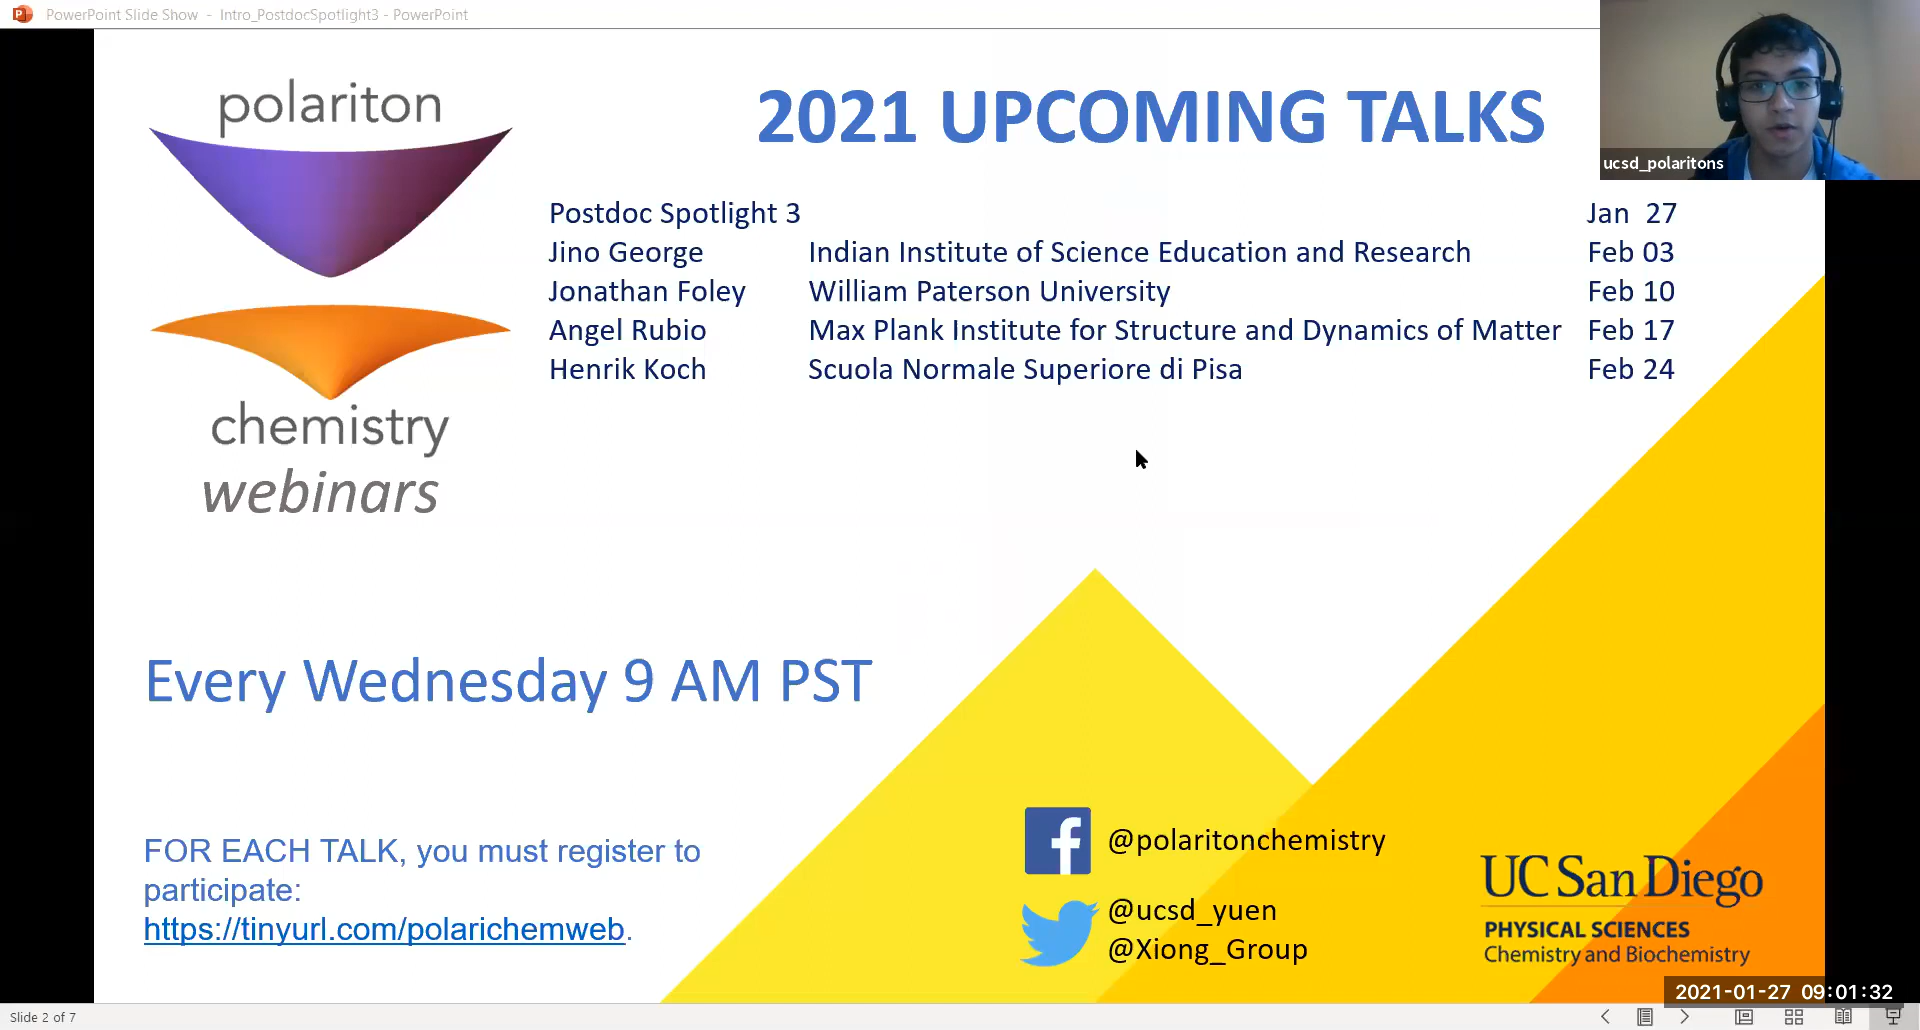 PowerPoint Slide Show - Intro_PostdocSpotlight3 - PowerPoint
polariton
chemistry
webinars
2021 UPCOMING TALKS
ucsd_polaritons
Postdoc Spotlight 3 Jan 27
Jino George Indian Institute of Science Education and Research Feb 03
Jonathan Foley William Paterson University Feb 10
Angel Rubio Max Plank Institute for Structure and Dynamics of Matter Feb 17
Henrik Koch Scuola Normale Superiore di Pisa Feb 24
Every Wednesday 9 AM PST
FOR EACH TALK, you must register to
participate:
https://tinyurl.com/polarichemweb.
@polaritonchemistry
@ucsd_yuen
@Xiong_Group
UC San Diego
PHYSICAL SCIENCES
Chemistry and Biochemistry
2021-01-27 09:01:32
Slide 2 of 7